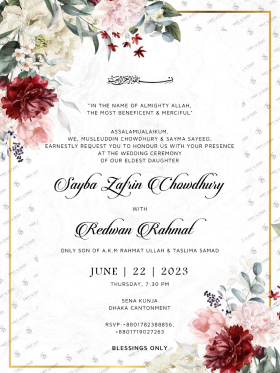 بسم الله الرحمن الرحيم
"IN THE NAME OF ALMIGHTY ALLAH,
THE MOST BENEFICENT & MERCIFUL"
ASSALAMUALAIKUM.
WE, MUSLEUDDIN CHOWDHURY & SAYMA SAYEED,
EARNESTLY REQUEST YOU TO HONOUR US WITH YOUR PRESENCE
AT THE WEDDING CEREMONY
OF OUR ELDEST DAUGHTER
Sayba Zafrin Chowdhury
WITH
Redwan Rahmat
ONLY SON OF A.K.M RAHMAT ULLAH & TASLIMA SAMAD
JUNE | 22 | 2023
THURSDAY, 7:30 PM
SENA KUNJA
DHAKA CANTONMENT
RSVP:+8801782388856,
+8801719027263
BLESSINGS ONLY